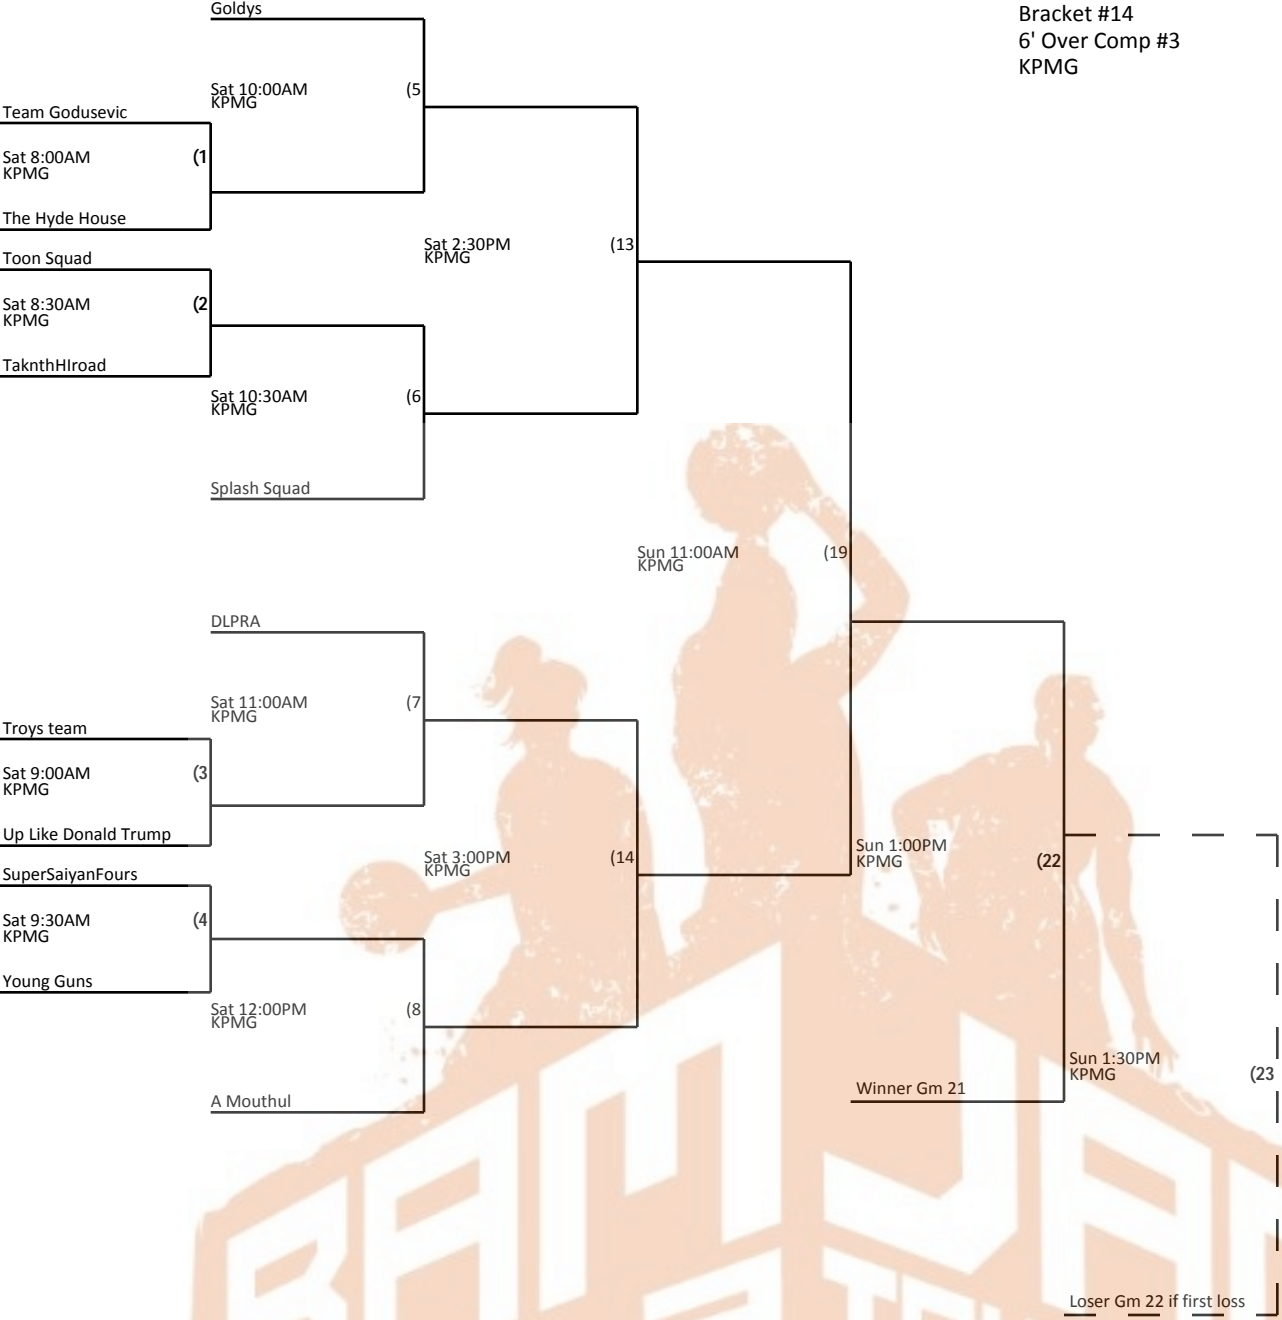 Goldys
Bracket #14
6' Over Comp #3
KPMG
Sat 10:00AM (5
KPMG
Team Godusevic
Sat 8:00AM (1
KPMG
The Hyde House
Sat 2:30PM (13
KPMG
Toon Squad
Sat 8:30AM (2
KPMG
TaknthHIroad
Sat 10:30AM (6
KPMG
Splash Squad
Sun 11:00AM (19
KPMG
DLPRA
Sat 11:00AM (7
KPMG
Troys team
Sat 9:00AM (3
KPMG
Up Like Donald Trump
Sun 1:00PM (22
KPMG
Sat 3:00PM (14
KPMG
SuperSaiyanFours
Sat 9:30AM (4
KPMG
Young Guns
Sat 12:00PM (8
KPMG
Sun 1:30PM (23
KPMG
Winner Gm 21
A Mouthul
Loser Gm 22 if first loss